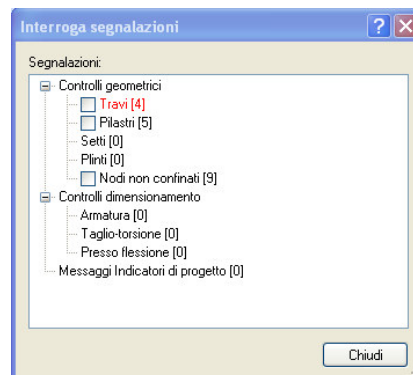 Interroga segnalazioni
Segnalazioni:
Controlli geometrici
Travi [4]
Pilastri [5]
Setti [0]
Plinti [0]
Nodi non confinati [9]
Controlli dimensionamento
Armatura [0]
Taglio-torsione [0]
Presso flessione [0]
Messaggi Indicatori di progetto [0]
Chiudi